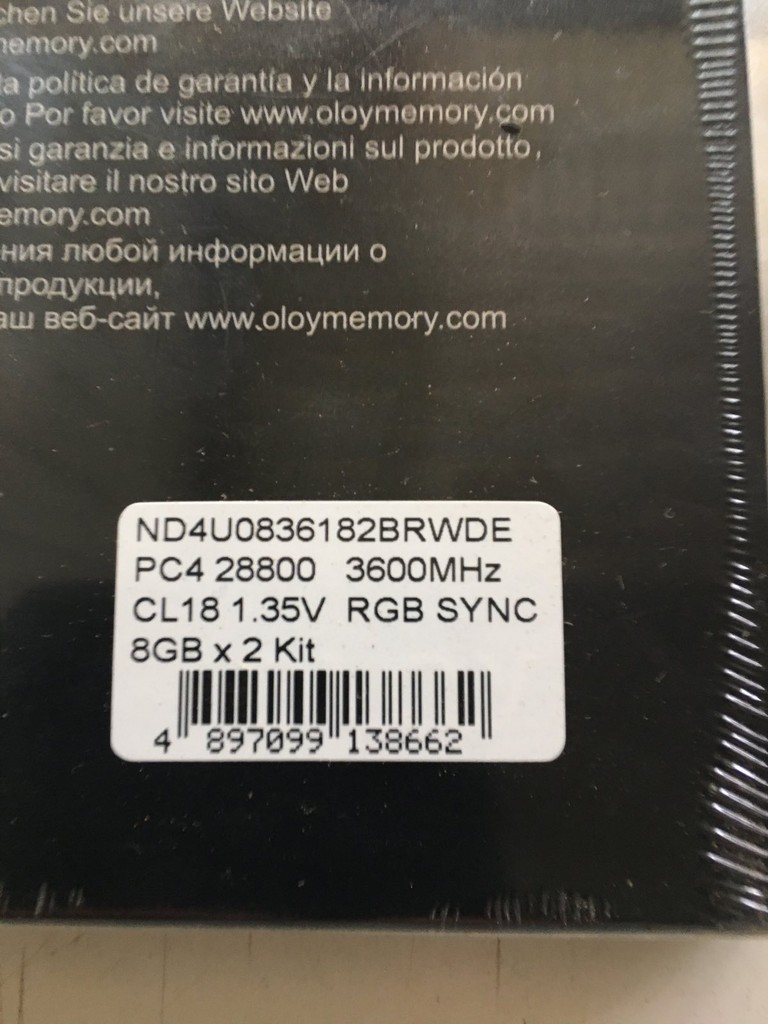 chen Sie unsere Website
nemory.com
la política de garantía y la información
o Por favor visite www.oloymemory.com
si garanzia e informazioni sul prodotto,
visitare il nostro sito Web
emory.com
ния любой информации о
продукции,
аш веб-сайт www.oloymemory.com
ND4U0836182BRWDE
PC4 28800 3600MHz
CL18 1.35V RGB SYNC
8GB x 2 Kit
4 897099 138662